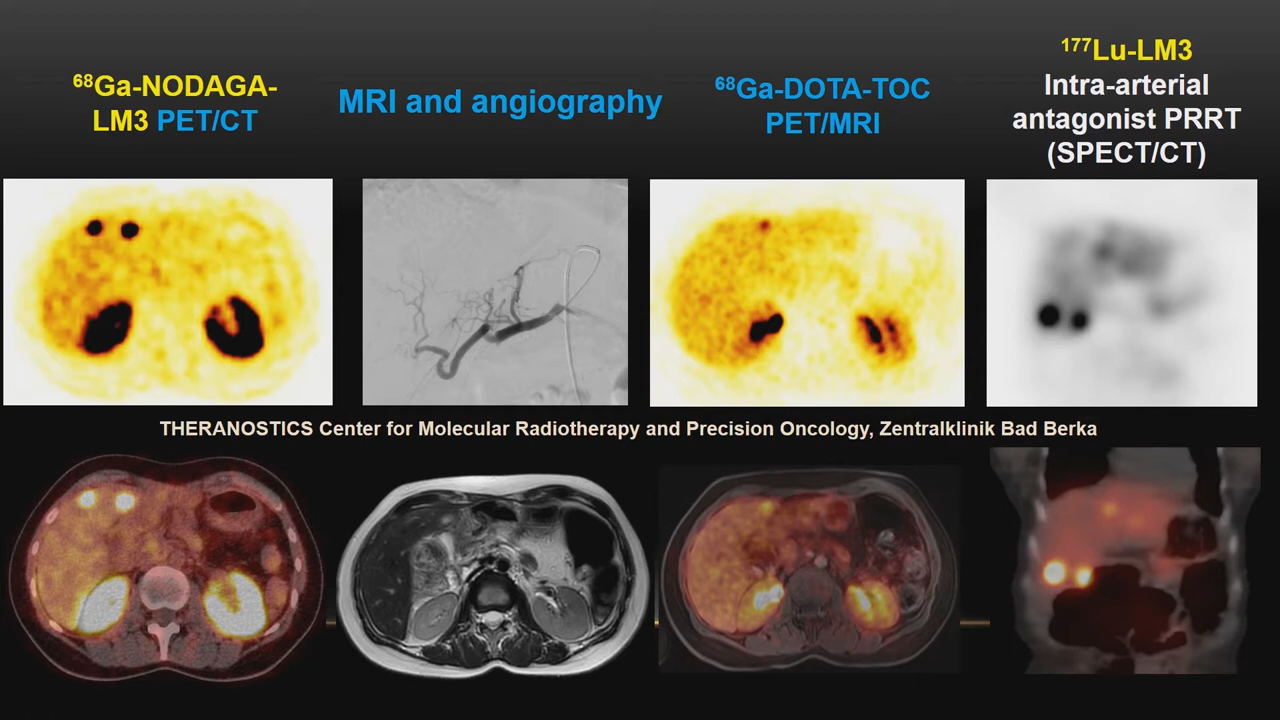 ⁶⁸Ga-NODAGA-
LM3 PET/CT
MRI and angiography
⁶⁸Ga-DOTA-TOC
PET/MRI
¹⁷⁷Lu-LM3
Intra-arterial
antagonist PRRT
(SPECT/CT)
THERANOSTICS Center for Molecular Radiotherapy and Precision Oncology, Zentralklinik Bad Berka